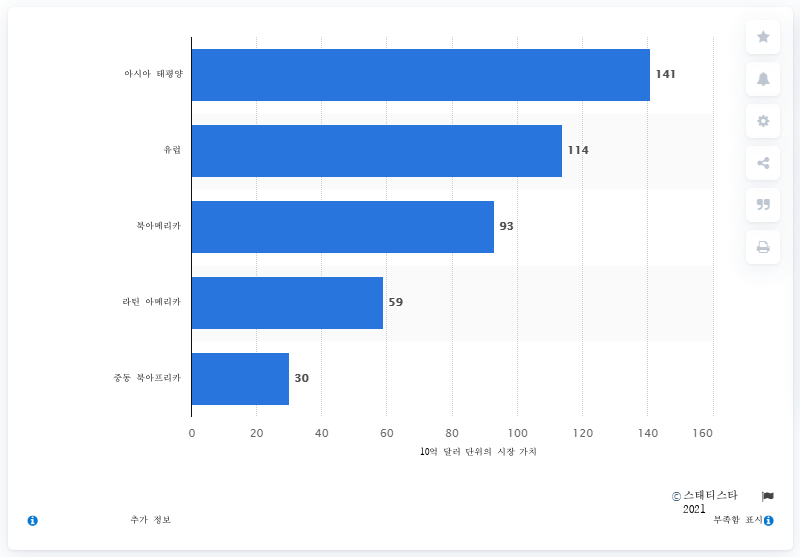 아시아 태평양
141
유럽
114
북아메리카
93
라틴 아메리카
59
중동 북아프리카
30
0 20 40 60 80 100 120 140 160
10억 달러 단위의 시장 가치
© 스태티스타
2021
추가 정보
부족함 표시